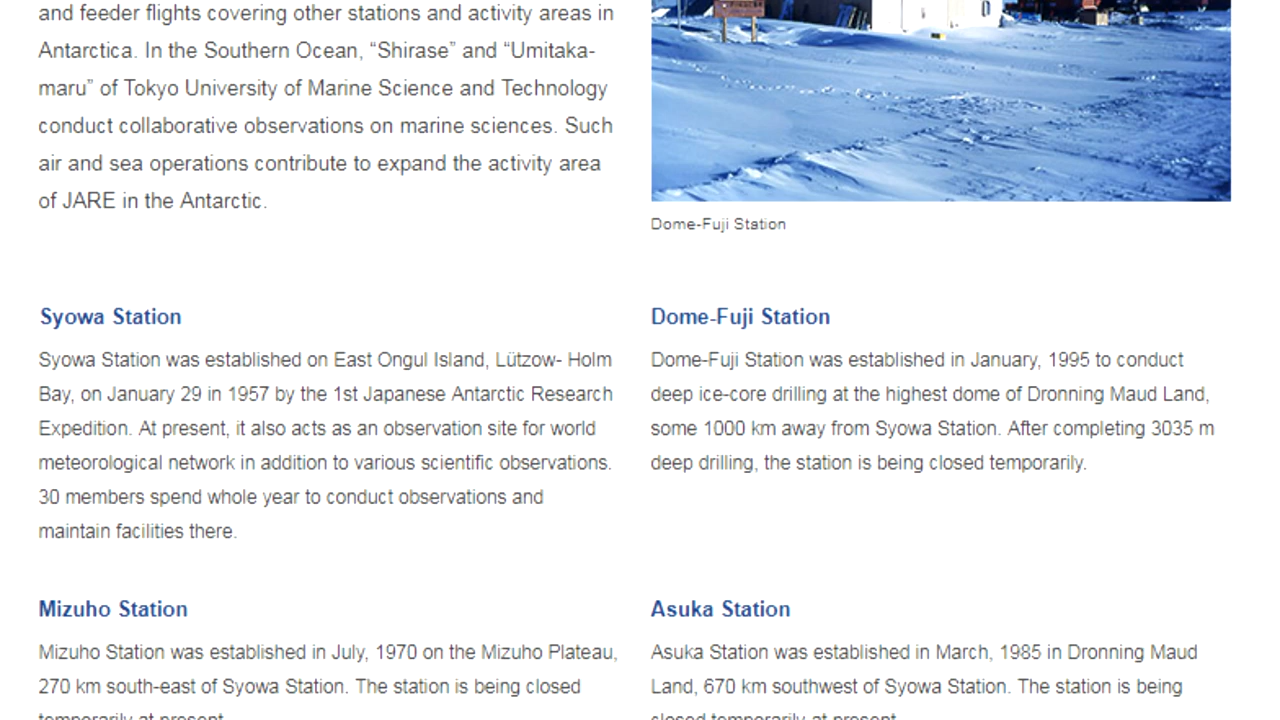 and feeder flights covering other stations and activity areas in
Antarctica. In the Southern Ocean, “Shirase” and “Umitaka-
maru” of Tokyo University of Marine Science and Technology
conduct collaborative observations on marine sciences. Such
air and sea operations contribute to expand the activity area
of JARE in the Antarctic.
Dome-Fuji Station
Syowa Station
Syowa Station was established on East Ongul Island, Lützow- Holm
Bay, on January 29 in 1957 by the 1st Japanese Antarctic Research
Expedition. At present, it also acts as an observation site for world
meteorological network in addition to various scientific observations.
30 members spend whole year to conduct observations and
maintain facilities there.
Dome-Fuji Station
Dome-Fuji Station was established in January, 1995 to conduct
deep ice-core drilling at the highest dome of Dronning Maud Land,
some 1000 km away from Syowa Station. After completing 3035 m
deep drilling, the station is being closed temporarily.
Mizuho Station
Mizuho Station was established in July, 1970 on the Mizuho Plateau,
270 km south-east of Syowa Station. The station is being closed
temporarily at present.
Asuka Station
Asuka Station was established in March, 1985 in Dronning Maud
Land, 670 km southwest of Syowa Station. The station is being
closed temporarily at present.